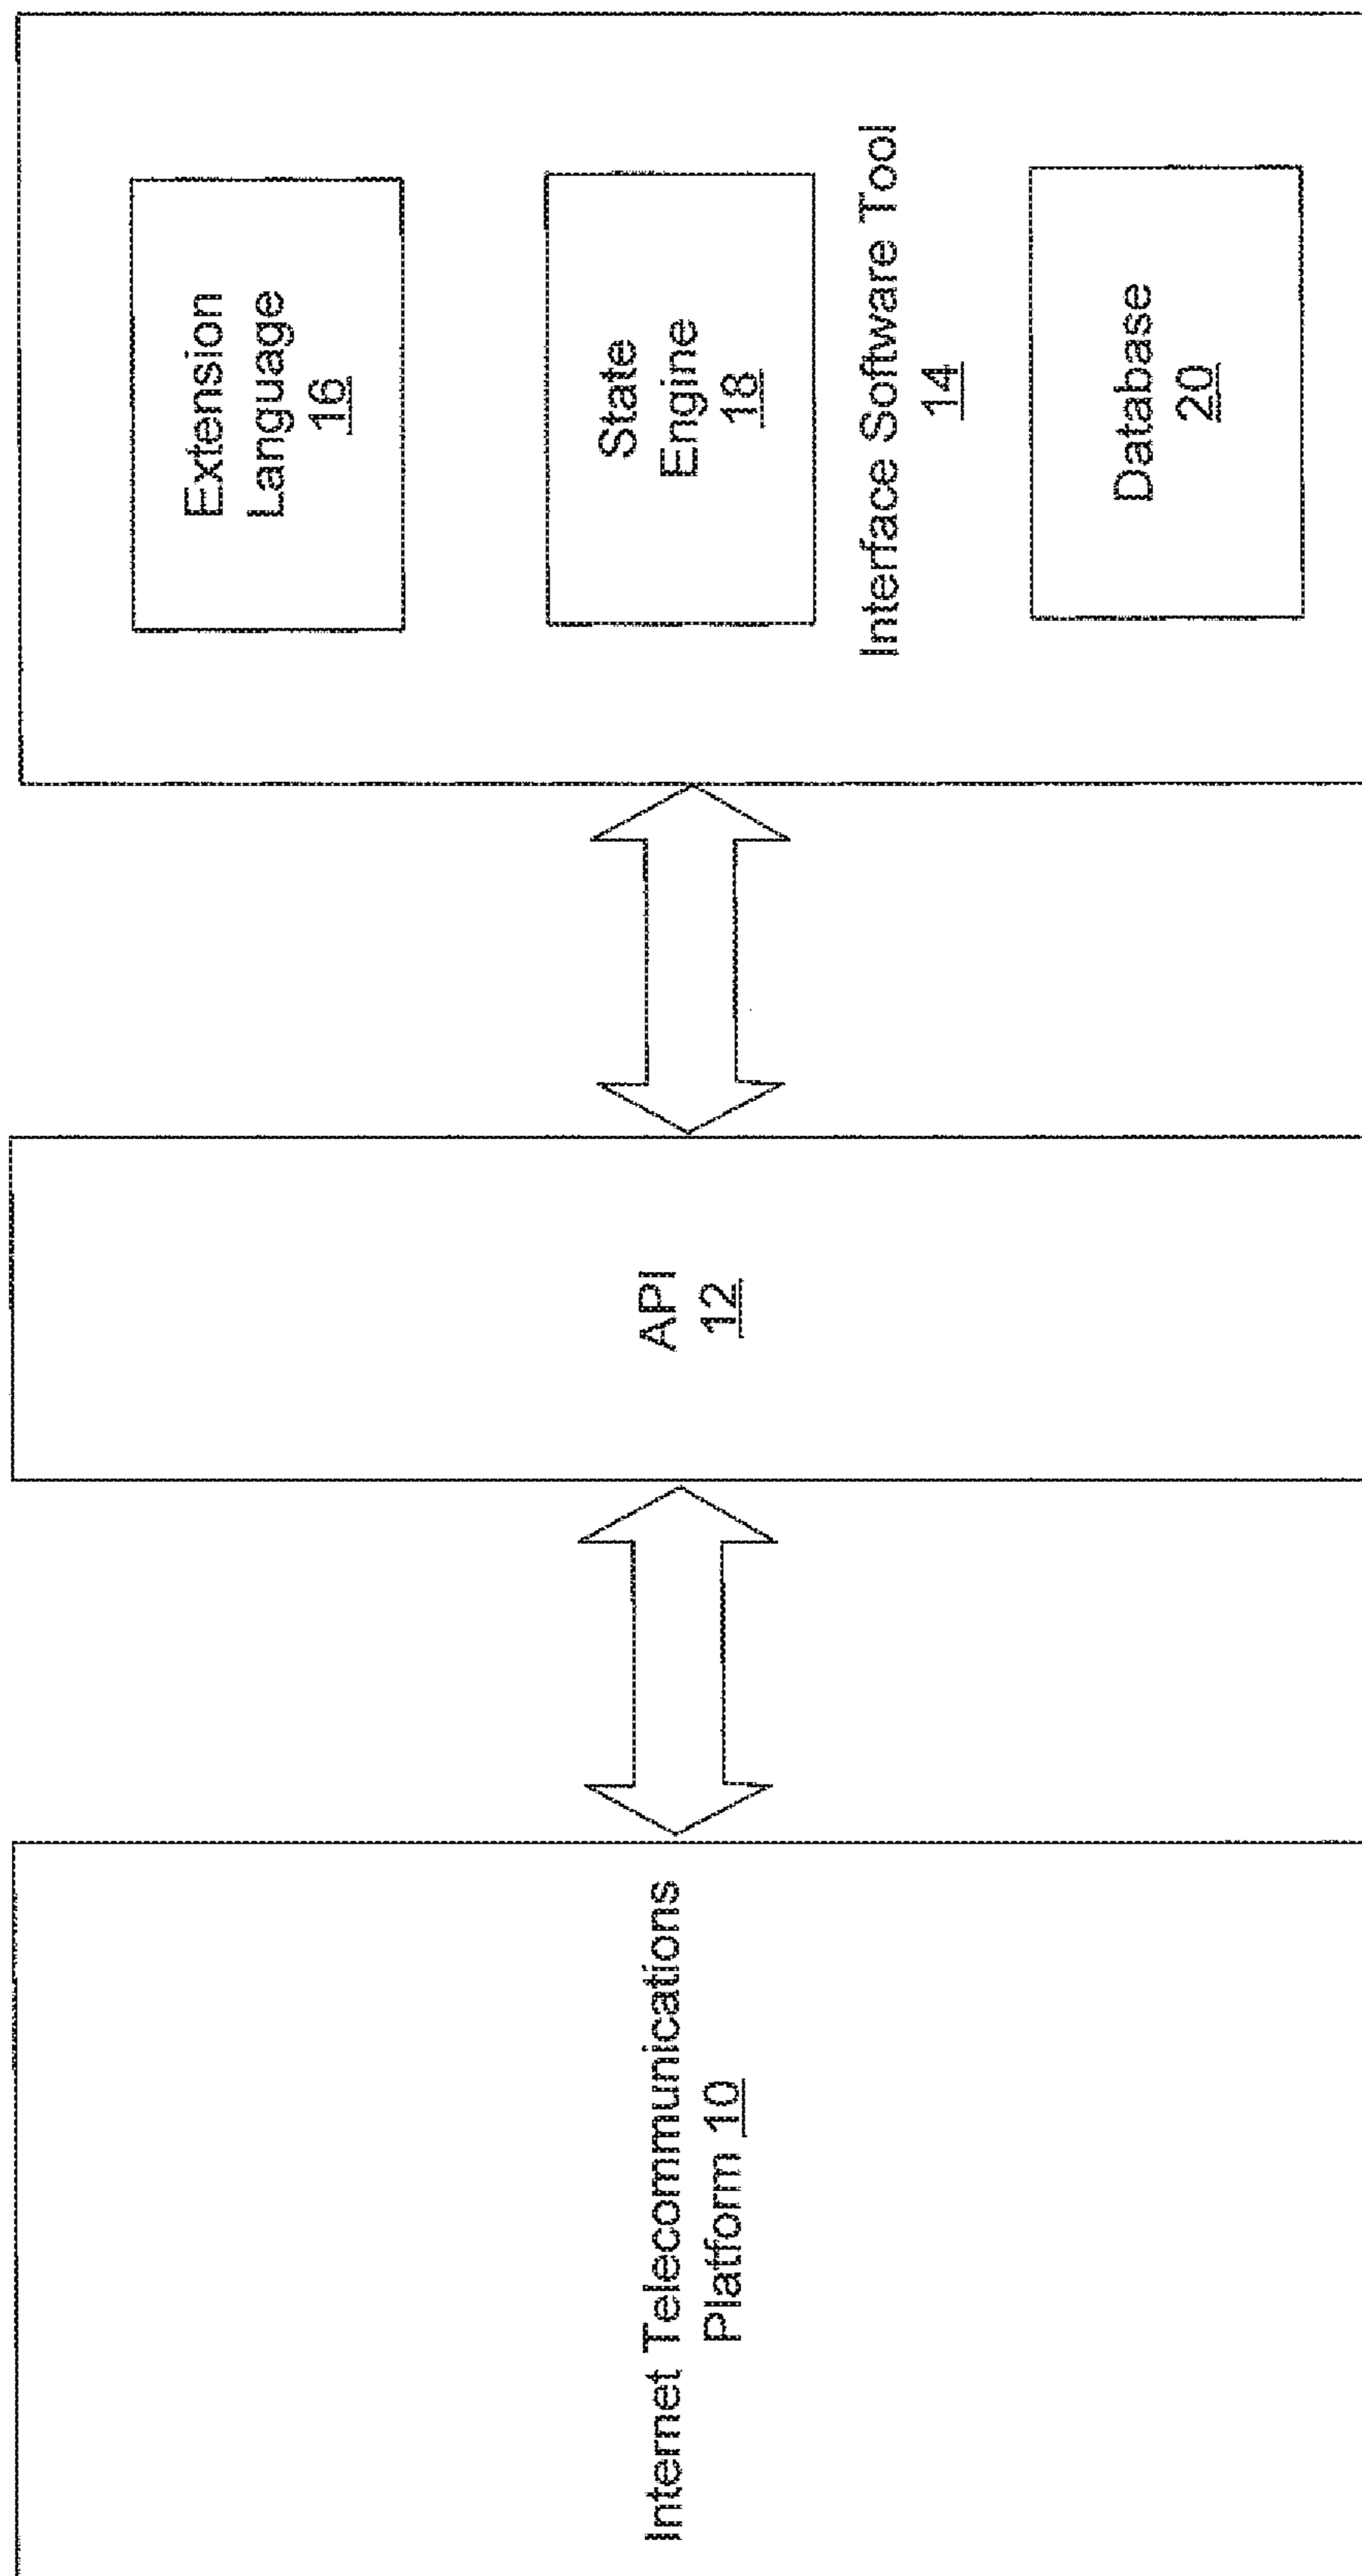 Internet Telecommunications
Platform 10
API
12
Extension
Language
16
State
Engine
18
Interface Software Tool
14
Database
20